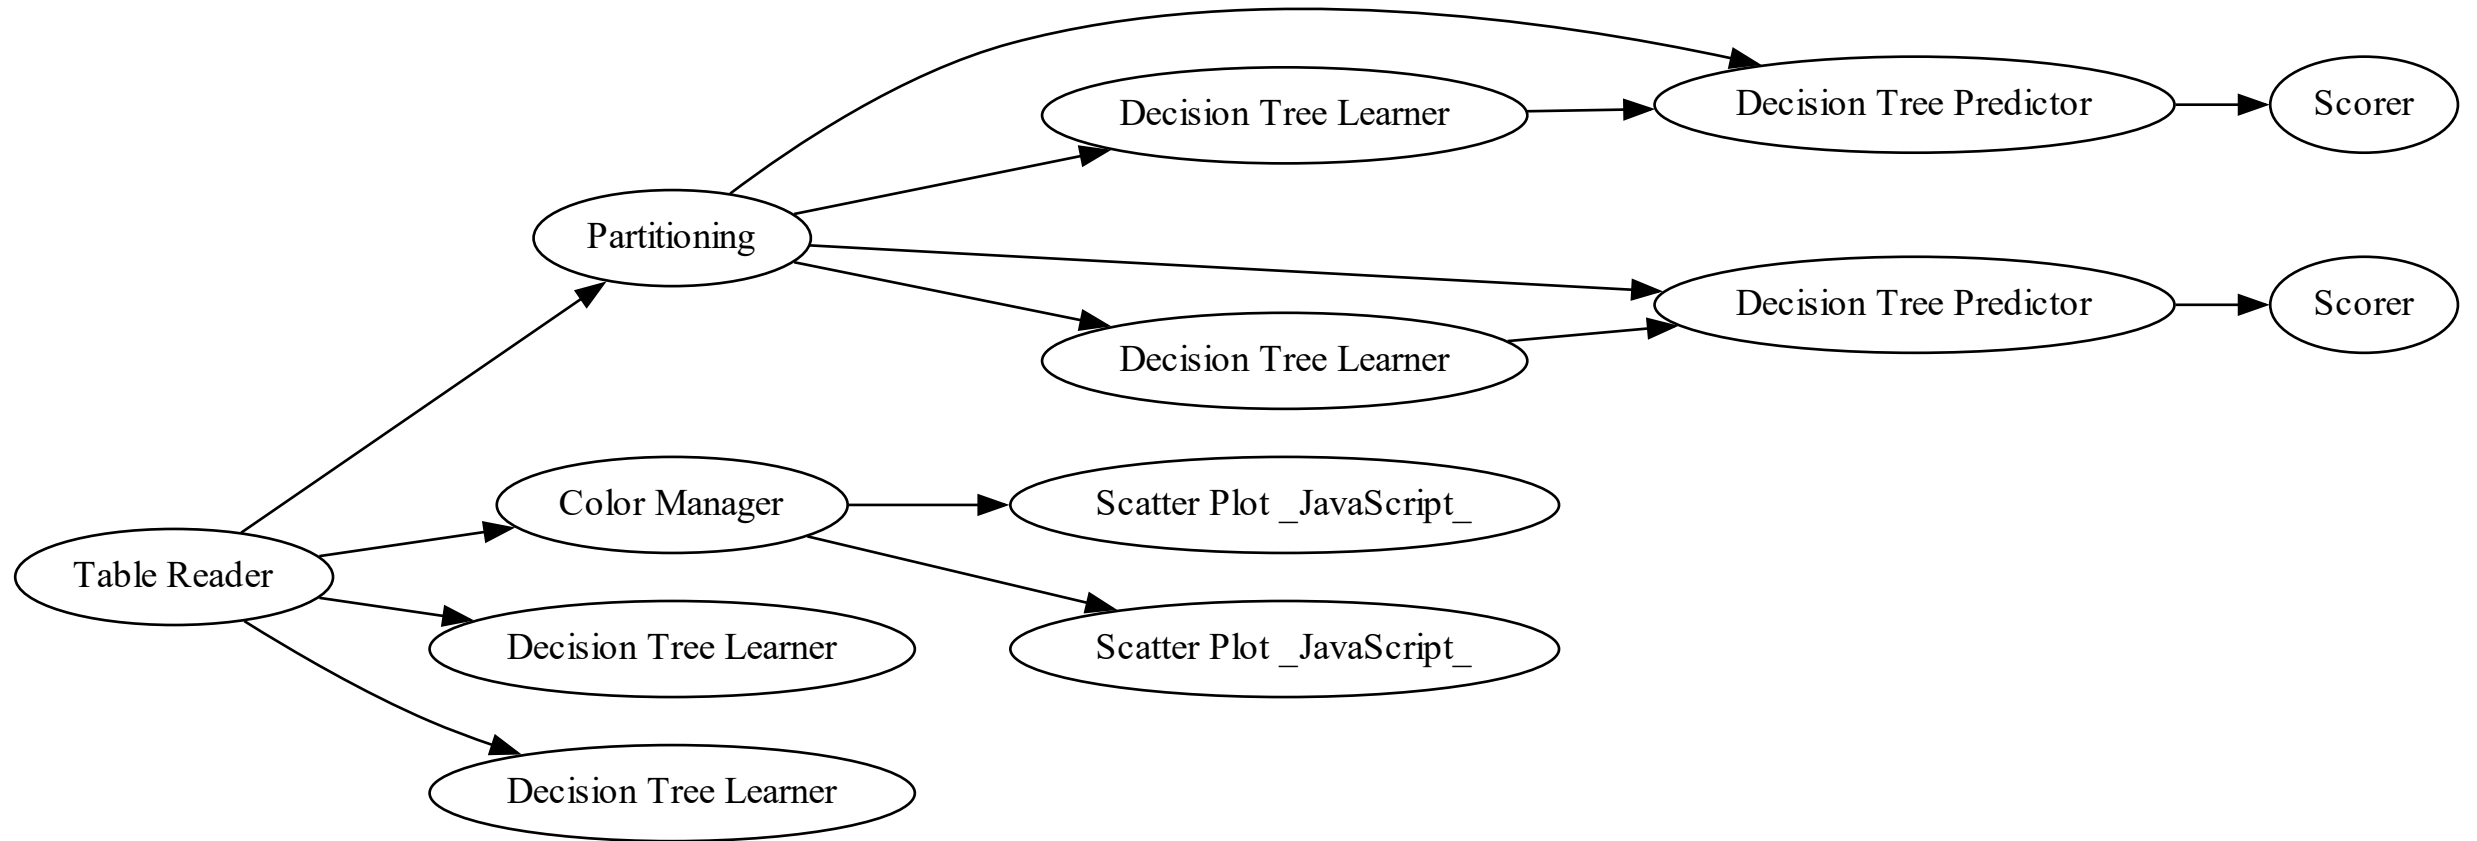 Decision Tree Predictor
Scorer
Decision Tree Learner
Partitioning
Decision Tree Predictor
Scorer
Decision Tree Learner
Color Manager
Scatter Plot _JavaScript_
Table Reader
Decision Tree Learner
Scatter Plot _JavaScript_
Decision Tree Learner